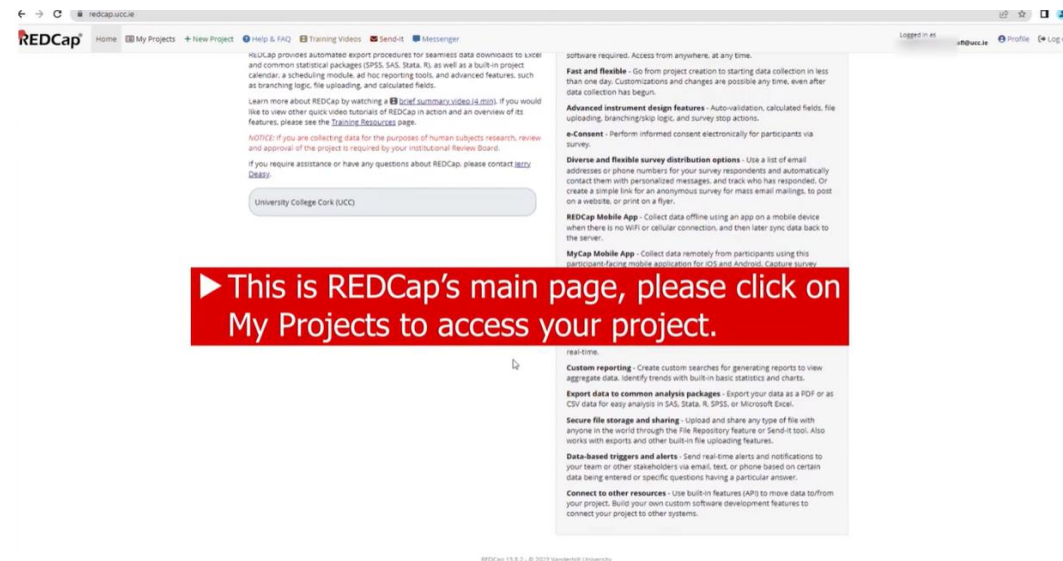 redcap.ucc.ie
REDCap
Home My Projects + New Project Help & FAQ Training Videos Send-It Messenger
Logged in as
@ucc.ie Profile Log
REDCap provides automated export procedures for seamless data downloads to Excel
and common statistical packages (SPSS, SAS, Stata, R), as well as a built-in project
calendar, a scheduling module, ad hoc reporting tools, and advanced features, such
as branching logic, file uploading, and calculated fields.
Learn more about REDCap by watching a brief summary video (4 min). If you would
like to view other quick video tutorials of REDCap in action and an overview of its
features, please see the Training Resources page.
NOTICE: If you are collecting data for the purposes of human subjects research, review
and approval of the project is required by your Institutional Review Board.
If you require assistance or have any questions about REDCap, please contact Jerry
Deasy.
University College Cork (UCC)
software required. Access from anywhere, at any time.
Fast and flexible - Go from project creation to starting data collection in less
than one day. Customizations and changes are possible any time, even after
data collection has begun.
Advanced instrument design features - Auto-validation, calculated fields, file
uploading, branching/skip logic, and survey stop actions.
e-Consent - Perform informed consent electronically for participants via
survey.
Diverse and flexible survey distribution options - Use a list of email
addresses or phone numbers for your survey respondents and automatically
contact them with personalized messages, and track who has responded. Or
create a simple link for an anonymous survey for mass email mailings, to post
on a website, or print on a flyer.
REDCap Mobile App - Collect data offline using an app on a mobile device
when there is no WiFi or cellular connection, and then later sync data back to
the server.
MyCap Mobile App - Collect data remotely from participants using this
participant-facing mobile application for iOS and Android. Capture survey
This is REDCap's main page, please click on
My Projects to access your project.
real-time.
Custom reporting - Create custom searches for generating reports to view
aggregate data. Identify trends with built-in basic statistics and charts.
Export data to common analysis packages - Export your data as a PDF or as
CSV data for easy analysis in SAS, Stata, R, SPSS, or Microsoft Excel.
Secure file storage and sharing - Upload and share any type of file with
anyone in the world through the File Repository feature or Send-It tool. Also
works with exports and other built-in file uploading features.
Data-based triggers and alerts - Send real-time alerts and notifications to
your team or other stakeholders via email, text, or phone based on certain
data being entered or specific questions having a particular answer.
Connect to other resources - Use built-in features (API) to move data to/from
your project. Build your own custom software development features to
connect your project to other systems.
REDCap 13.8.2 - © 2023 Vanderbilt University